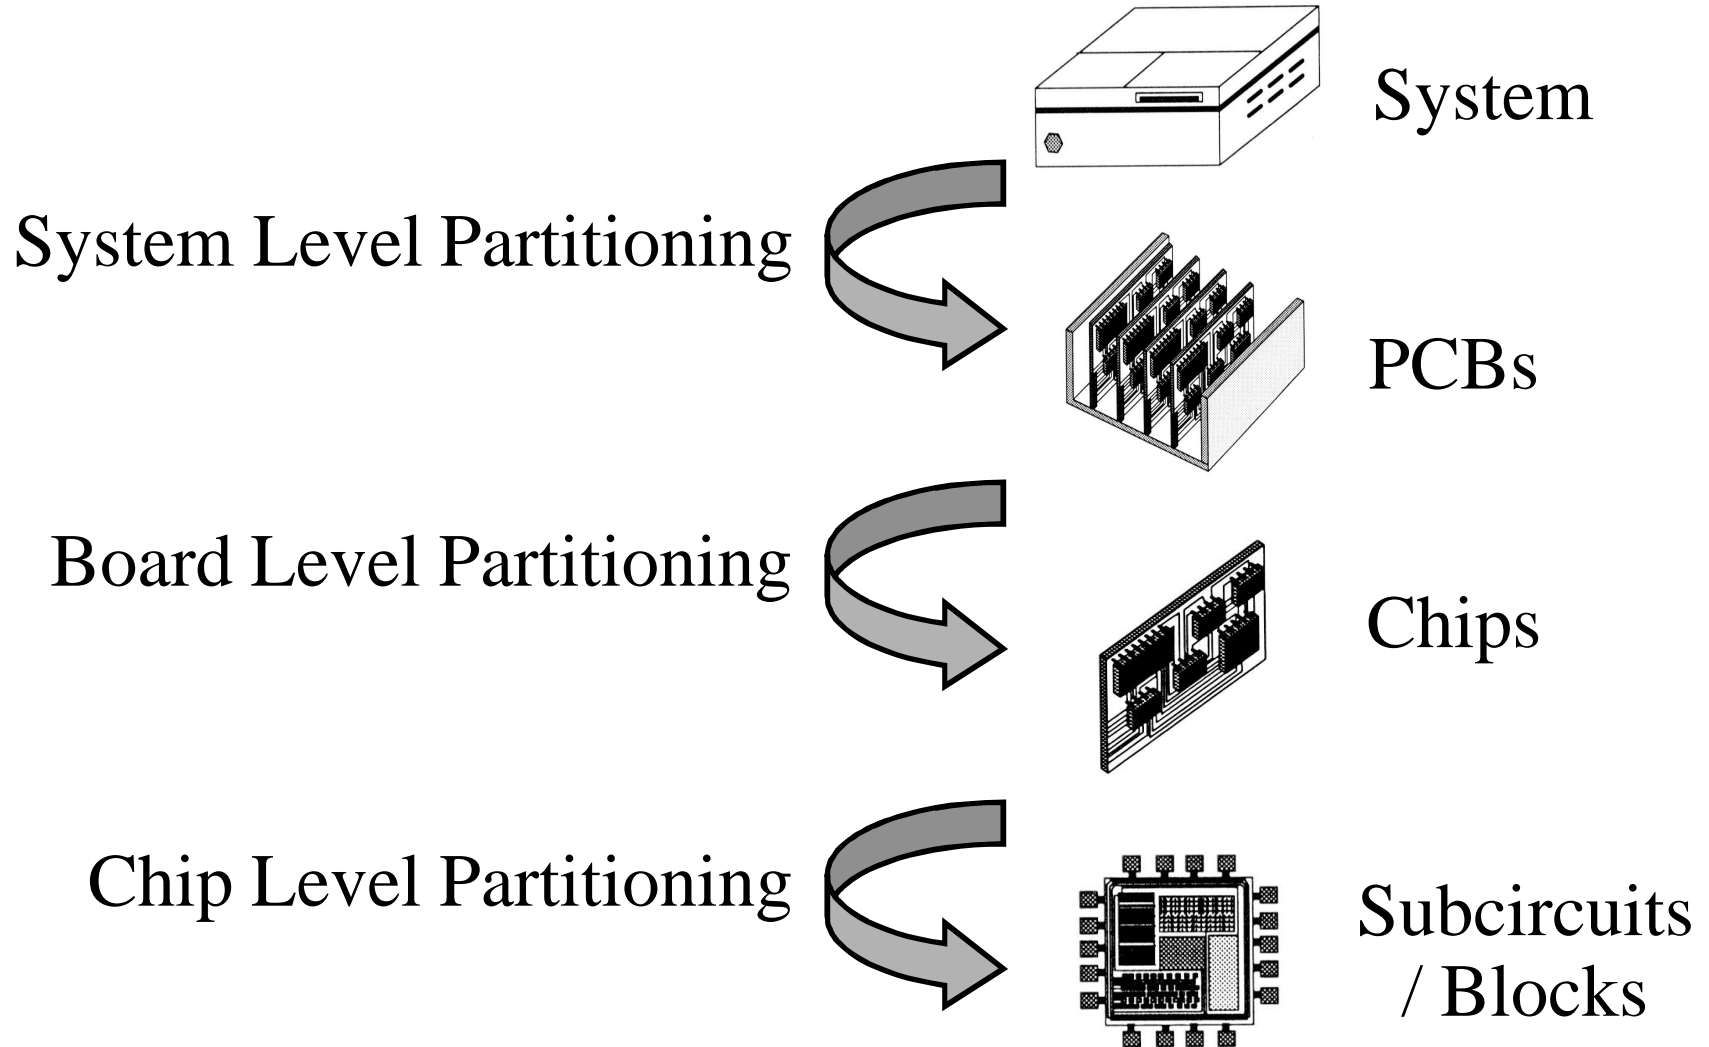 System
System Level Partitioning
PCBs
Board Level Partitioning
Chips
Chip Level Partitioning
Subcircuits
/ Blocks